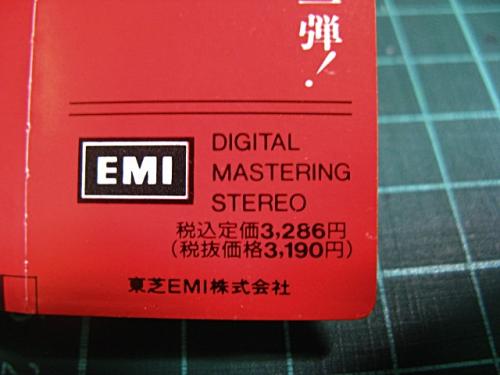 弾!
EMI
DIGITAL
MASTERING
STEREO
税込定価3,286円
(税抜価格3,190円)
東芝EMI株式会社